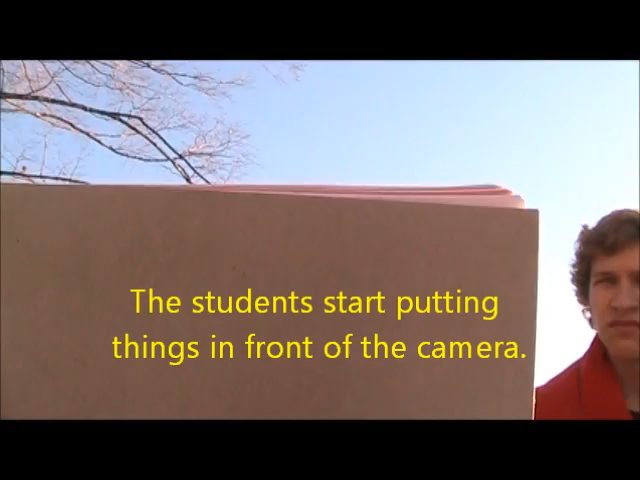 The students start putting
things in front of the camera.